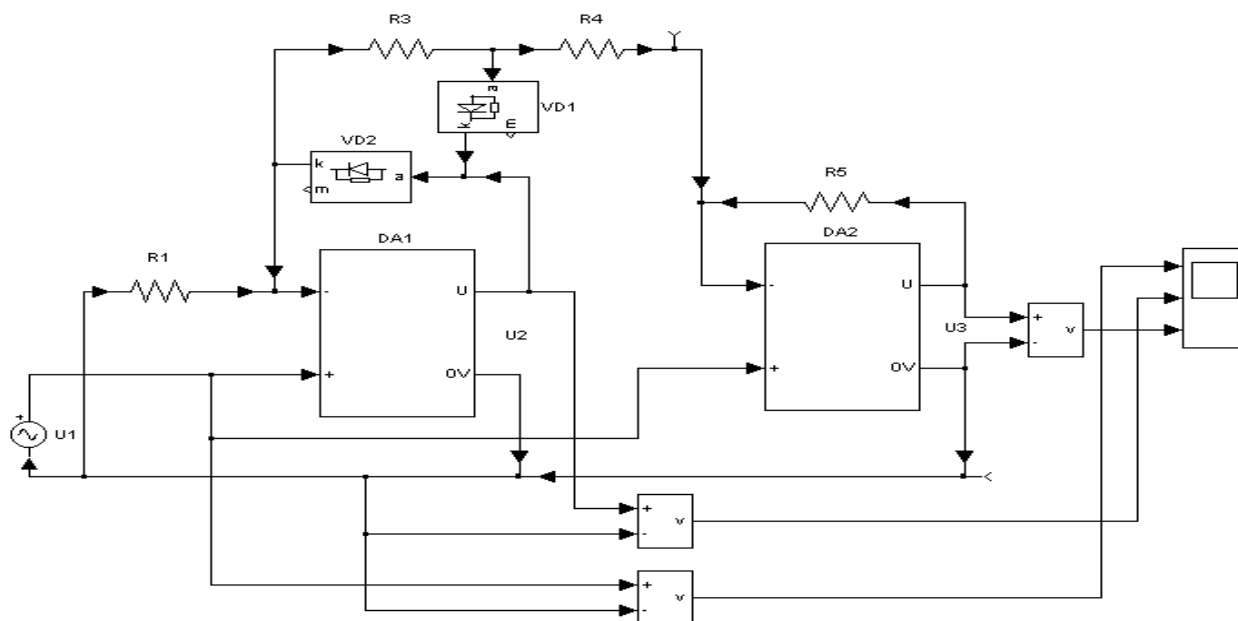 R3
R4
a
VD1
k
m
VD2
k
a
m
R5
DA1
DA2
R1
-
U
-
U
+
U2
U3
v
-
+
0V
+
0V
+
U1
+
v
-
+
v
-